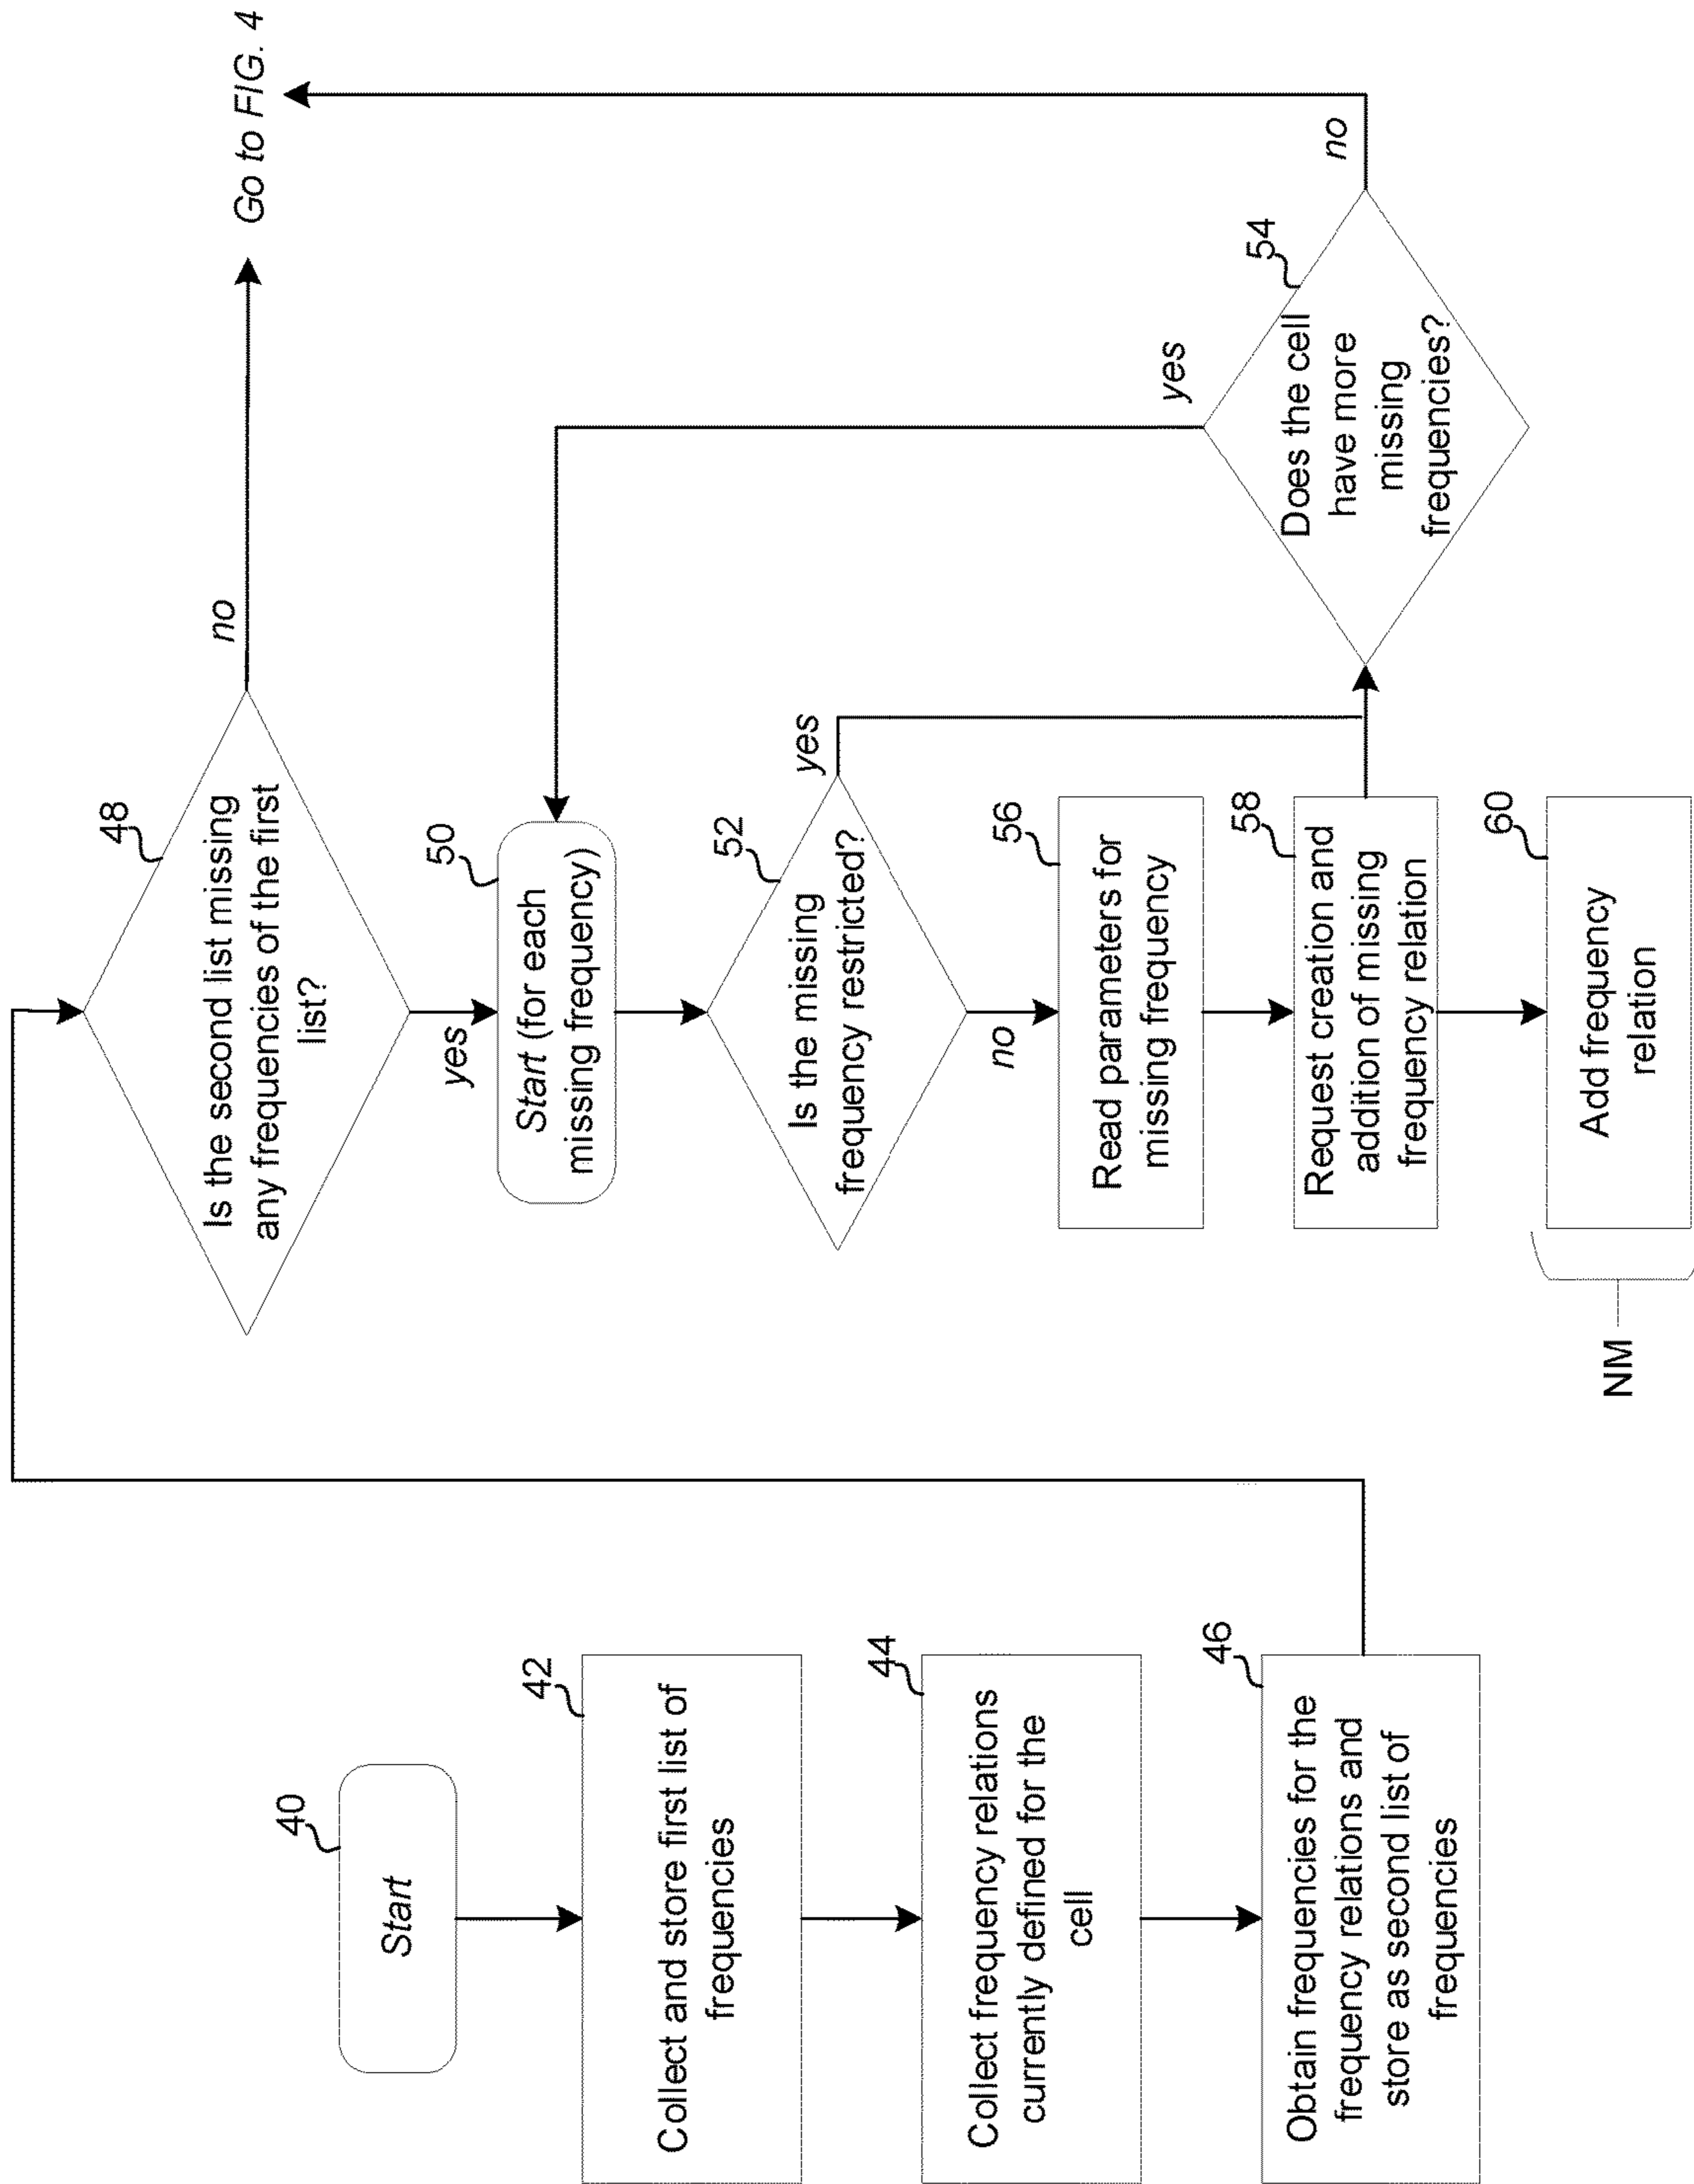 40
Start
42
Collect and store first list of
frequencies
44
Collect frequency relations
currently defined for the
cell
46
Obtain frequencies for the
frequency relations and
store as second list of
frequencies
48
Is the second list missing
any frequencies of the first
list?
no
Go to FIG. 4
yes
50
Start (for each
missing frequency)
52
Is the missing
frequency restricted?
yes
no
54
Does the cell
have more
missing
frequencies?
yes
no
56
Read parameters for
missing frequency
58
Request creation and
addition of missing
frequency relation
60
Add frequency
relation
NM